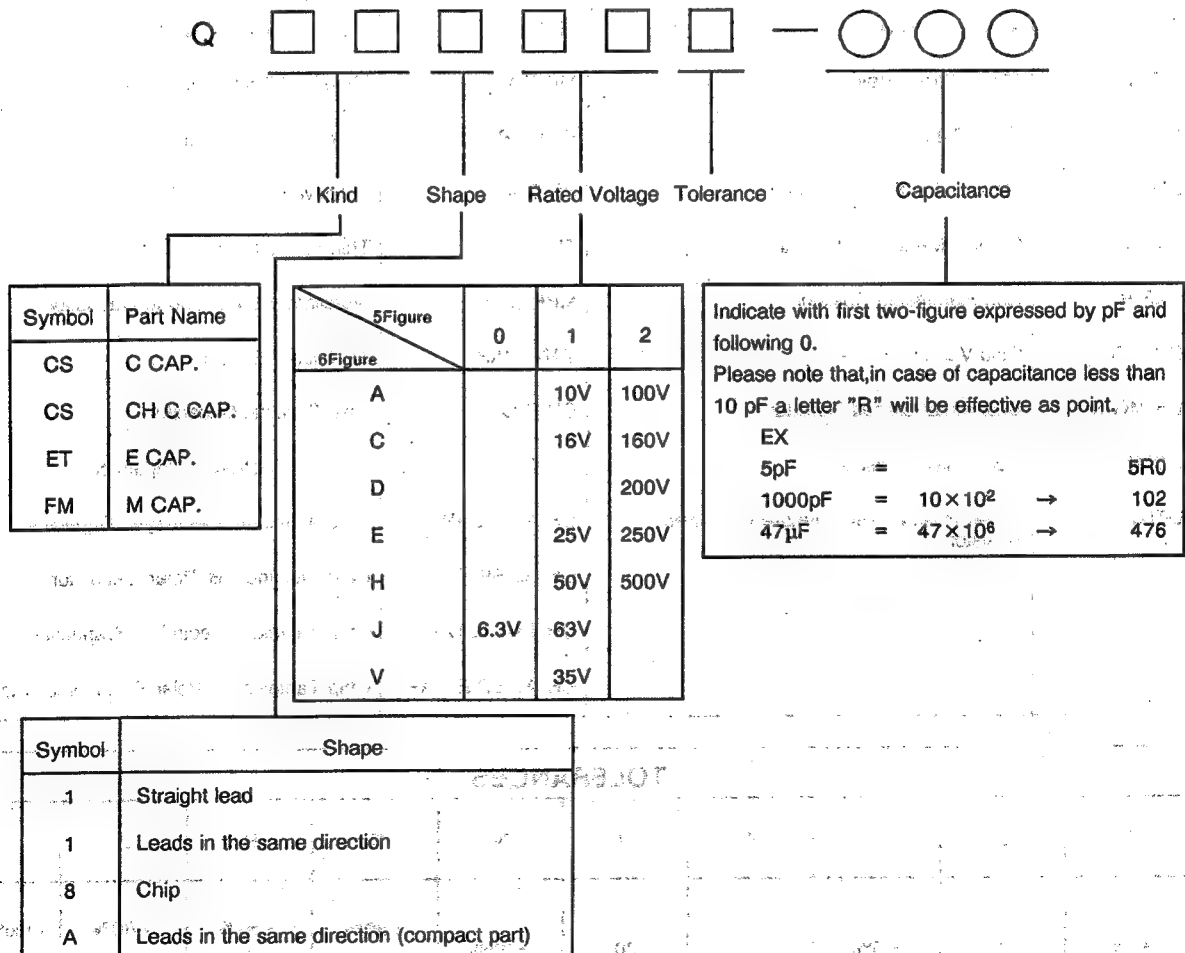 Q □ □ □ □ □ □ — ○ ○ ○
Kind Shape Rated Voltage Tolerance Capacitance
Symbol Part Name
CS C CAP.
CS CH C CAP.
ET E CAP.
FM M CAP.
5Figure
6Figure
0 1 2
A 10V 100V
C 16V 160V
D 200V
E 25V 250V
H 50V 500V
J 6.3V 63V
V 35V
Indicate with first two-figure expressed by pF and
following 0.
Please note that,in case of capacitance less than
10 pF a letter "R" will be effective as point.
EX
5pF = 5R0
1000pF = 10×10² → 102
47µF = 47×10⁶ → 476
Symbol Shape
1 Straight lead
1 Leads in the same direction
8 Chip
A Leads in the same direction (compact part)
TOLERANCES